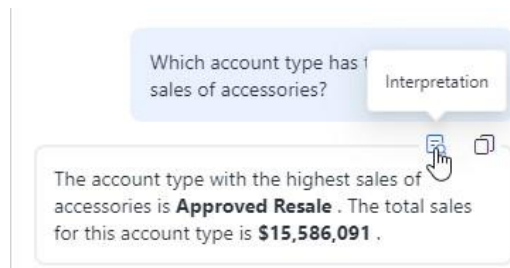 Which account type has
sales of accessories?
Interpretation
The account type with the highest sales of
accessories is Approved Resale . The total sales
for this account type is $15,586,091 .